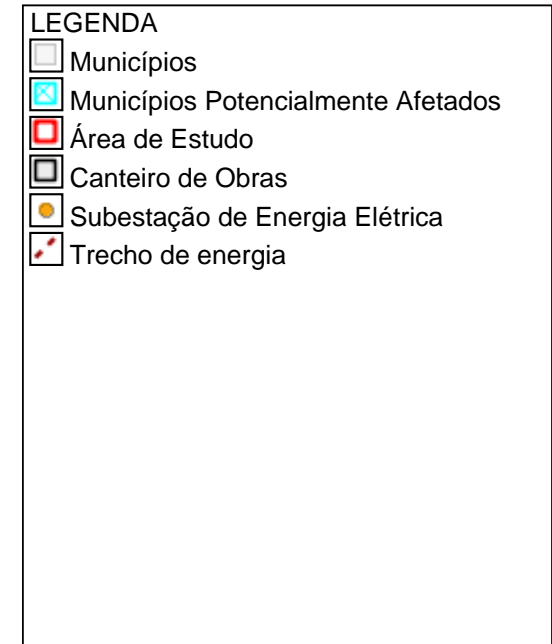 LEGENDA
Municípios
Municípios Potencialmente Afetados
Área de Estudo
Canteiro de Obras
Subestação de Energia Elétrica
Trecho de energia